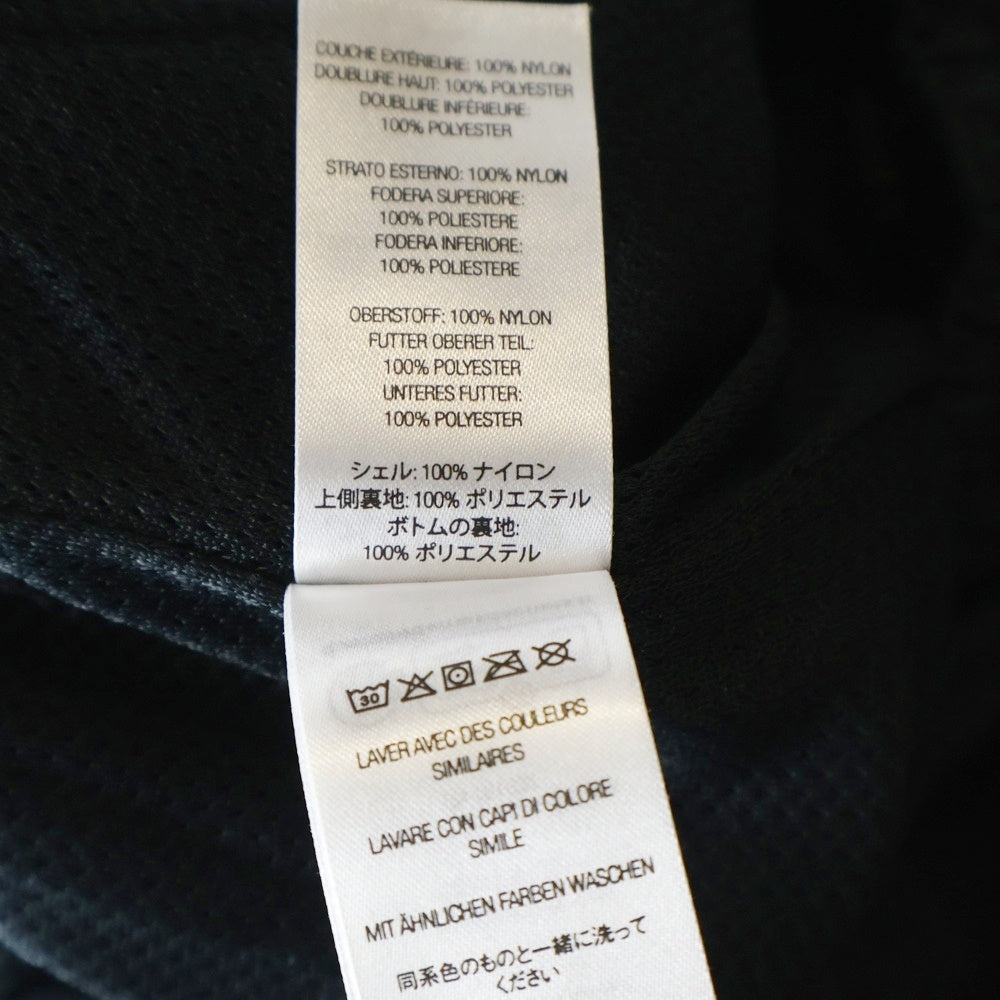 COUCHE EXTÉRIEURE: 100% NYLON
DOUBLURE HAUT: 100% POLYESTER
DOUBLURE INFÉRIEURE:
100% POLYESTER
STRATO ESTERNO: 100% NYLON
FODERA SUPERIORE:
100% POLIESTERE
FODERA INFERIORE:
100% POLIESTERE
OBERSTOFF: 100% NYLON
FUTTER OBERER TEIL:
100% POLYESTER
UNTERES FUTTER:
100% POLYESTER
シェル: 100% ナイロン
上側裏地: 100% ポリエステル
ボトムの裏地:
100% ポリエステル
30
LAVER AVEC DES COULEURS
SIMILAIRES
LAVARE CON CAPI DI COLORE
SIMILE
MIT ÄHNLICHEN FARBEN WASCHEN
同系色のものと一緒に洗って
ください